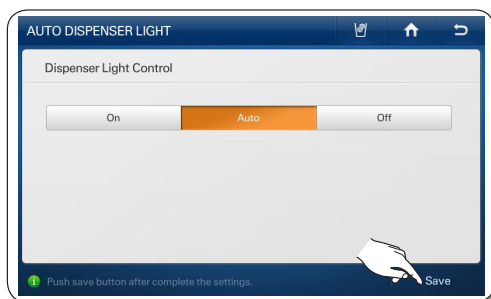 AUTO DISPENSER LIGHT
Dispenser Light Control
On Auto Off
Push save button after complete the settings.
Save